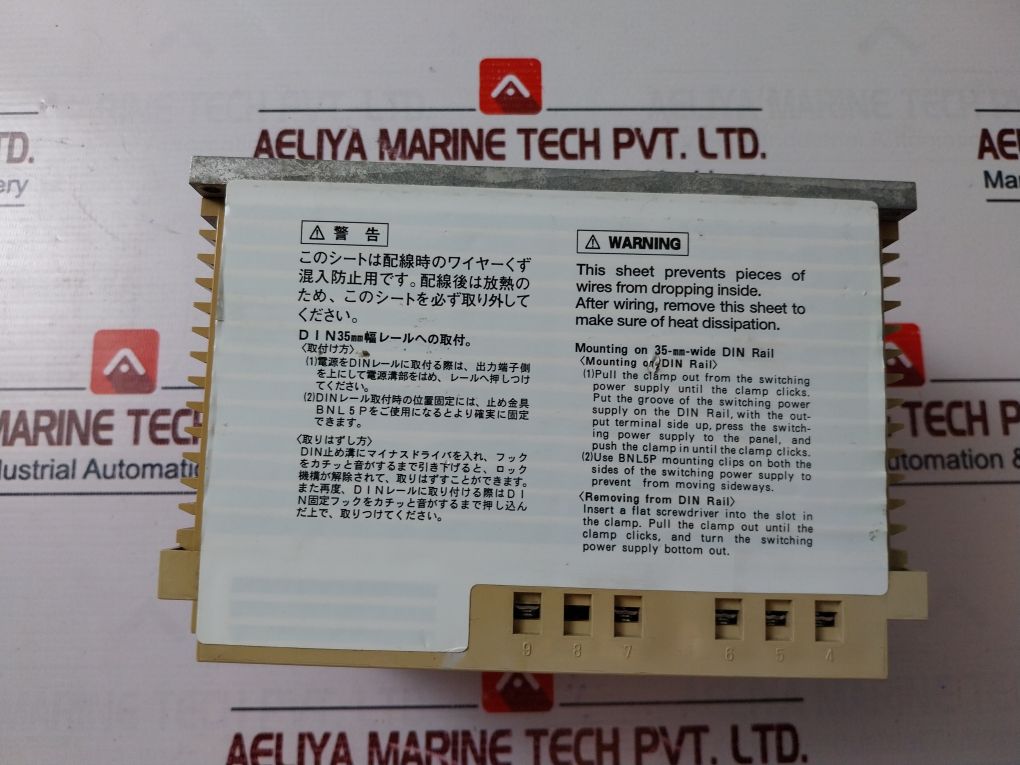 AELIYA MARINE TECH PVT. LTD.
TD.
ery
AE
Mar
⚠ 警 告
このシートは配線時のワイヤーくず
混入防止用です。配線後は放熱の
ため、このシートを必ず取り外して
ください。
DIN35mm幅レールへの取付。
〈取付け方〉
(1)電源をDINレールに取付る際は、出力端子側
を上にして電源溝部をはめ、レールへ押しつけ
てください。
(2)DINレール取付時の位置固定には、止め金具
BNL5Pをご使用になるとより確実に固定
できます。
〈取りはずし方〉
DIN止め溝にマイナスドライバを入れ、フック
をカチッと音がするまで引き下げると、ロック
機構が解除されて、取りはずすことができます。
また再度、DINレールに取り付ける際はDI
N固定フックをカチッと音がするまで押し込ん
だ上で、取りつけてください。
⚠ WARNING
This sheet prevents pieces of
wires from dropping inside.
After wiring, remove this sheet to
make sure of heat dissipation.
Mounting on 35-mm-wide DIN Rail
〈Mounting on DIN Rail〉
(1)Pull the clamp out from the switching
power supply until the clamp clicks.
Put the groove of the switching power
supply on the DIN Rail, with the out-
put terminal side up, press the switch-
ing power supply to the panel, and
push the clamp in until the clamp clicks.
(2)Use BNL5P mounting clips on both the
sides of the switching power supply to
prevent from moving sideways.
〈Removing from DIN Rail〉
Insert a flat screwdriver into the slot in
the clamp. Pull the clamp out until the
clamp clicks, and turn the switching
power supply bottom out.
MARINE TEC
dustrial Automati
TECH P
utomation &
9 8 7 6 5 4
AELIYA MARINE TECH PVT. LTD.